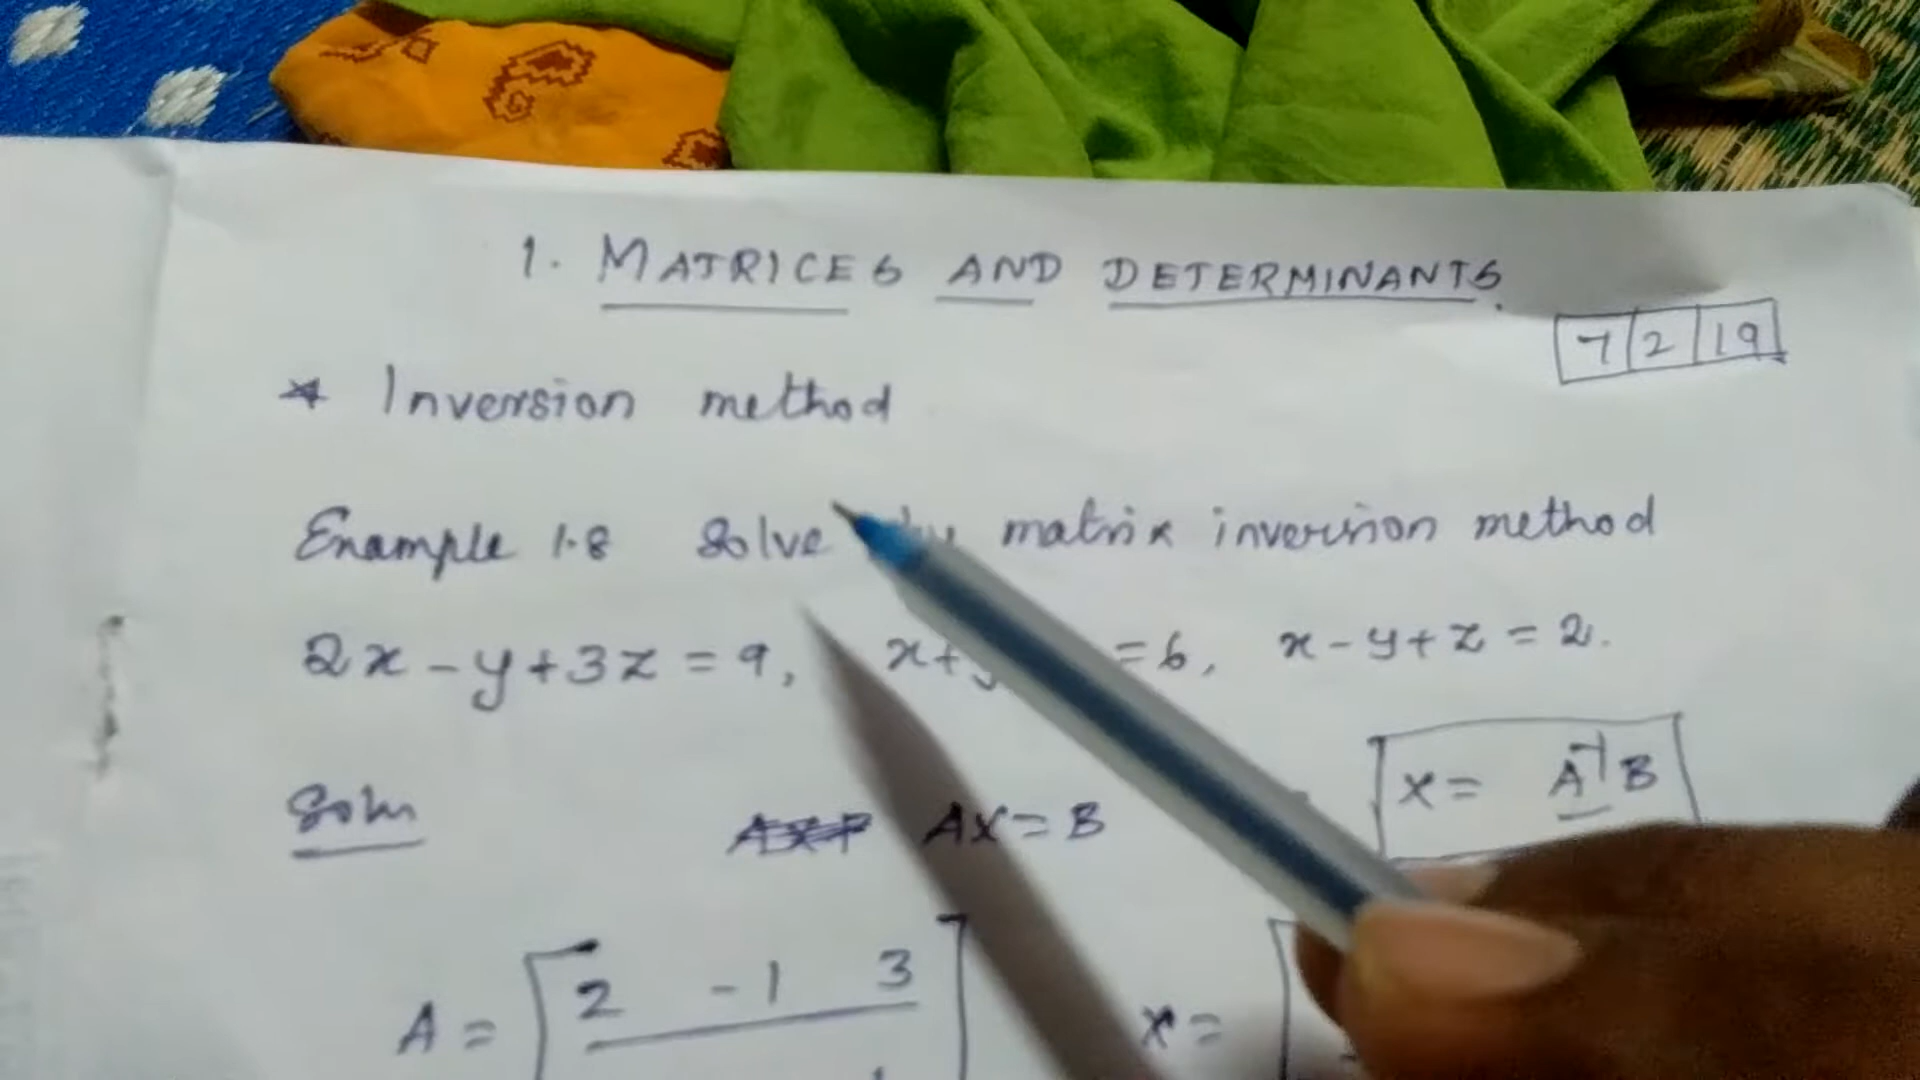 1. MATRICES AND DETERMINANTS.
7 2 19
* Inversion method
Example 1.8 Solve by matrix inversion method
2x - y + 3z = 9, x + y = 6, x - y + z = 2.
Soln AX = B X = A⁻¹B
A = 2 -1 3 X =